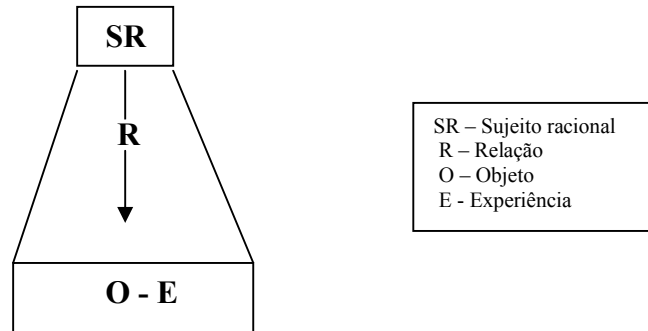 SR
R
O - E
SR – Sujeito racional
R – Relação
O – Objeto
E - Experiência